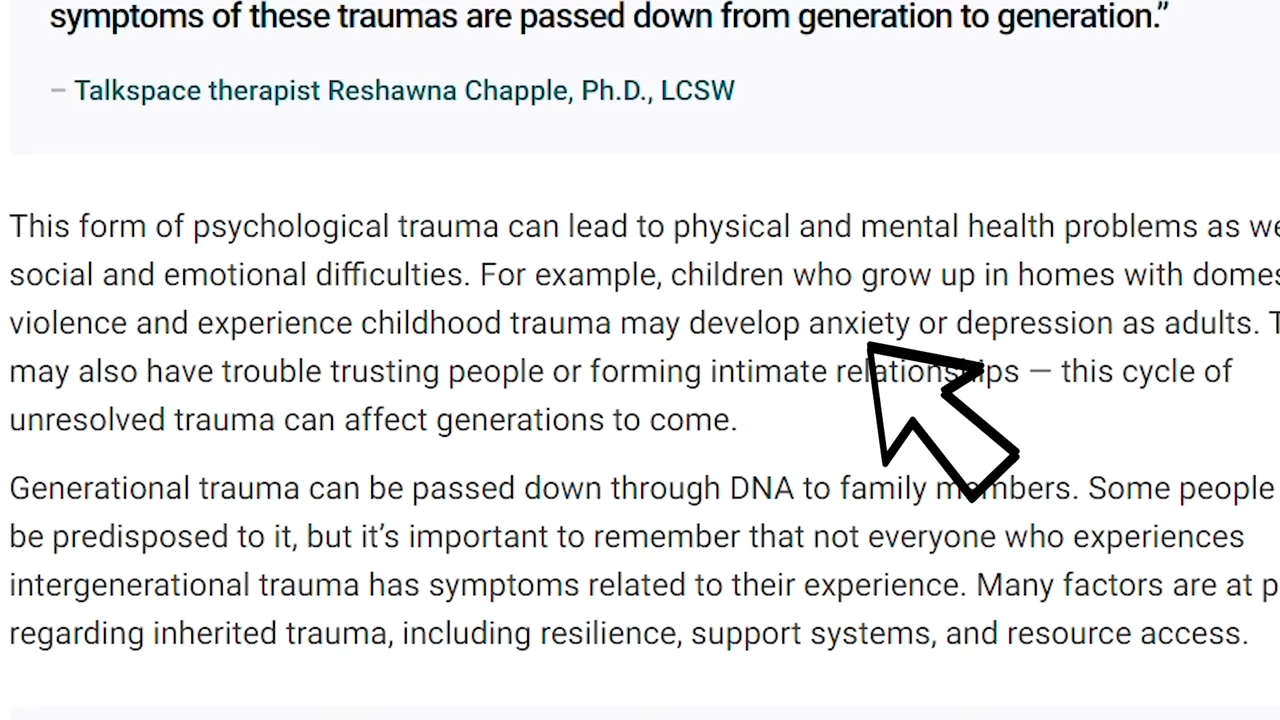 symptoms of these traumas are passed down from generation to generation.”
– Talkspace therapist Reshawna Chapple, Ph.D., LCSW
This form of psychological trauma can lead to physical and mental health problems as
social and emotional difficulties. For example, children who grow up in homes with
violence and experience childhood trauma may develop anxiety or depression as adults.
may also have trouble trusting people or forming intimate relationships — this cycle of
unresolved trauma can affect generations to come.
Generational trauma can be passed down through DNA to family members. Some people
be predisposed to it, but it’s important to remember that not everyone who experiences
intergenerational trauma has symptoms related to their experience. Many factors are at
regarding inherited trauma, including resilience, support systems, and resource access.